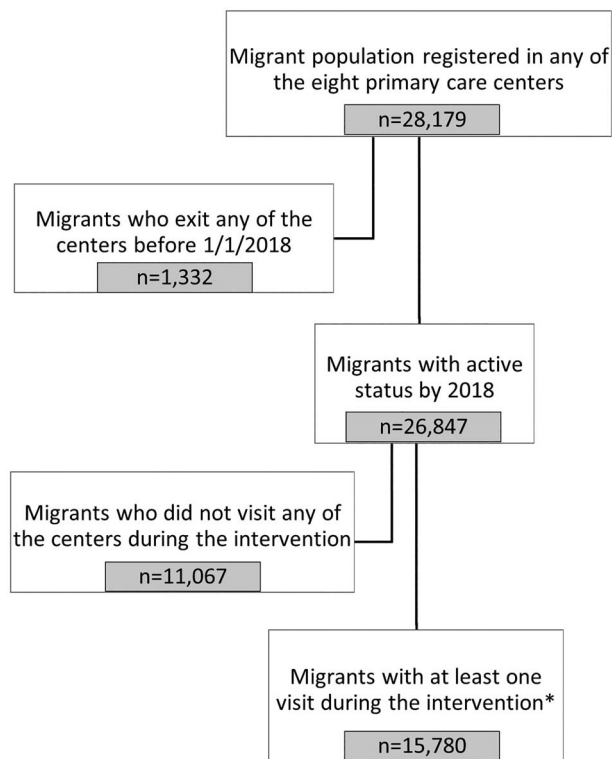 Migrant population registered in any of
the eight primary care centers
n=28,179
Migrants who exit any of the
centers before 1/1/2018
n=1,332
Migrants with active
status by 2018
n=26,847
Migrants who did not visit any of
the centers during the intervention
n=11,067
Migrants with at least one
visit during the intervention*
n=15,780